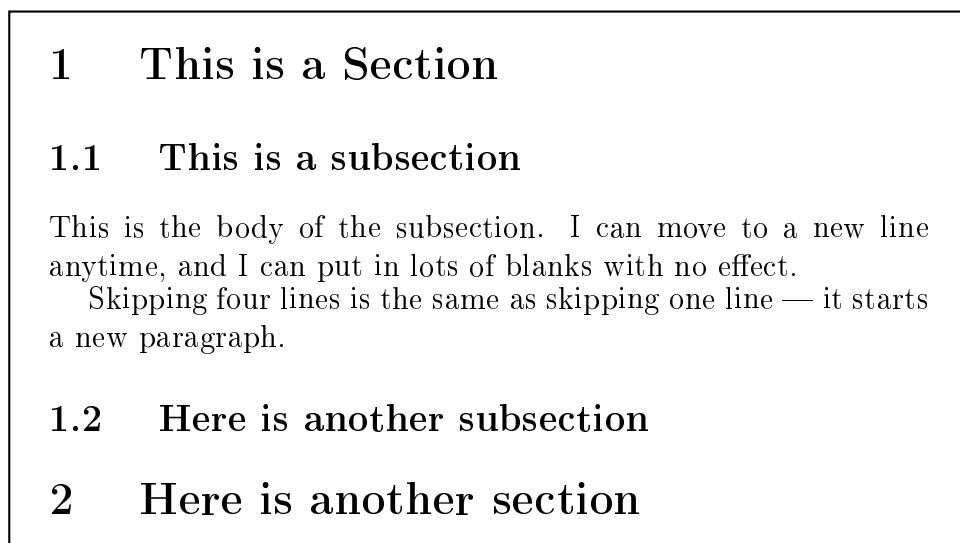 1 This is a Section
1.1 This is a subsection
This is the body of the subsection. I can move to a new line
anytime, and I can put in lots of blanks with no effect.
Skipping four lines is the same as skipping one line — it starts
a new paragraph.
1.2 Here is another subsection
2 Here is another section